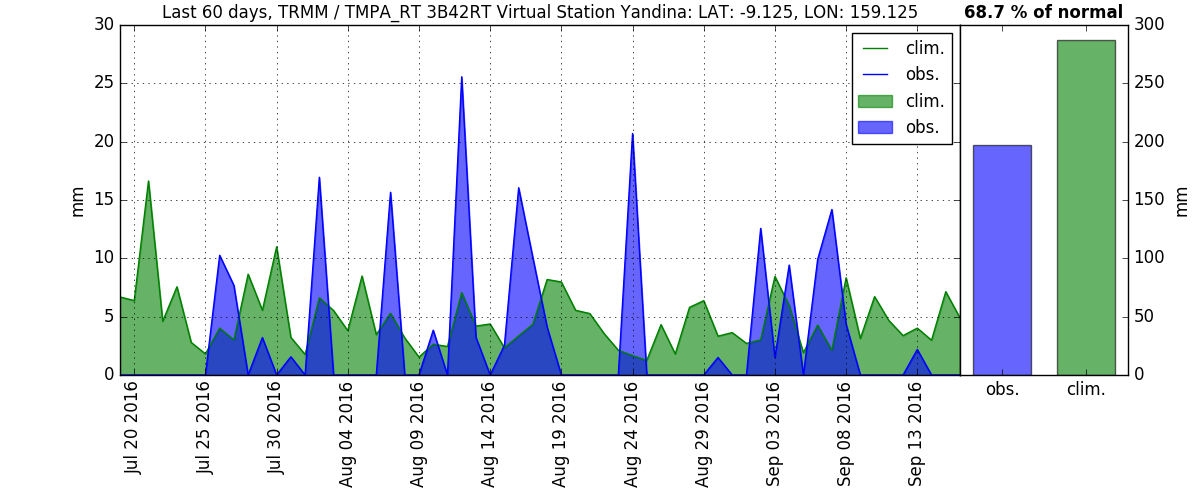 Last 60 days, TRMM / TMPA_RT 3B42RT Virtual Station Yandina: LAT: -9.125, LON: 159.125
68.7 % of normal
30
25
20
15
10
5
0
mm
clim.
obs.
clim.
obs.
300
250
200
150
100
50
0
mm
Jul 20 2016
Jul 25 2016
Jul 30 2016
Aug 04 2016
Aug 09 2016
Aug 14 2016
Aug 19 2016
Aug 24 2016
Aug 29 2016
Sep 03 2016
Sep 08 2016
Sep 13 2016
obs.
clim.